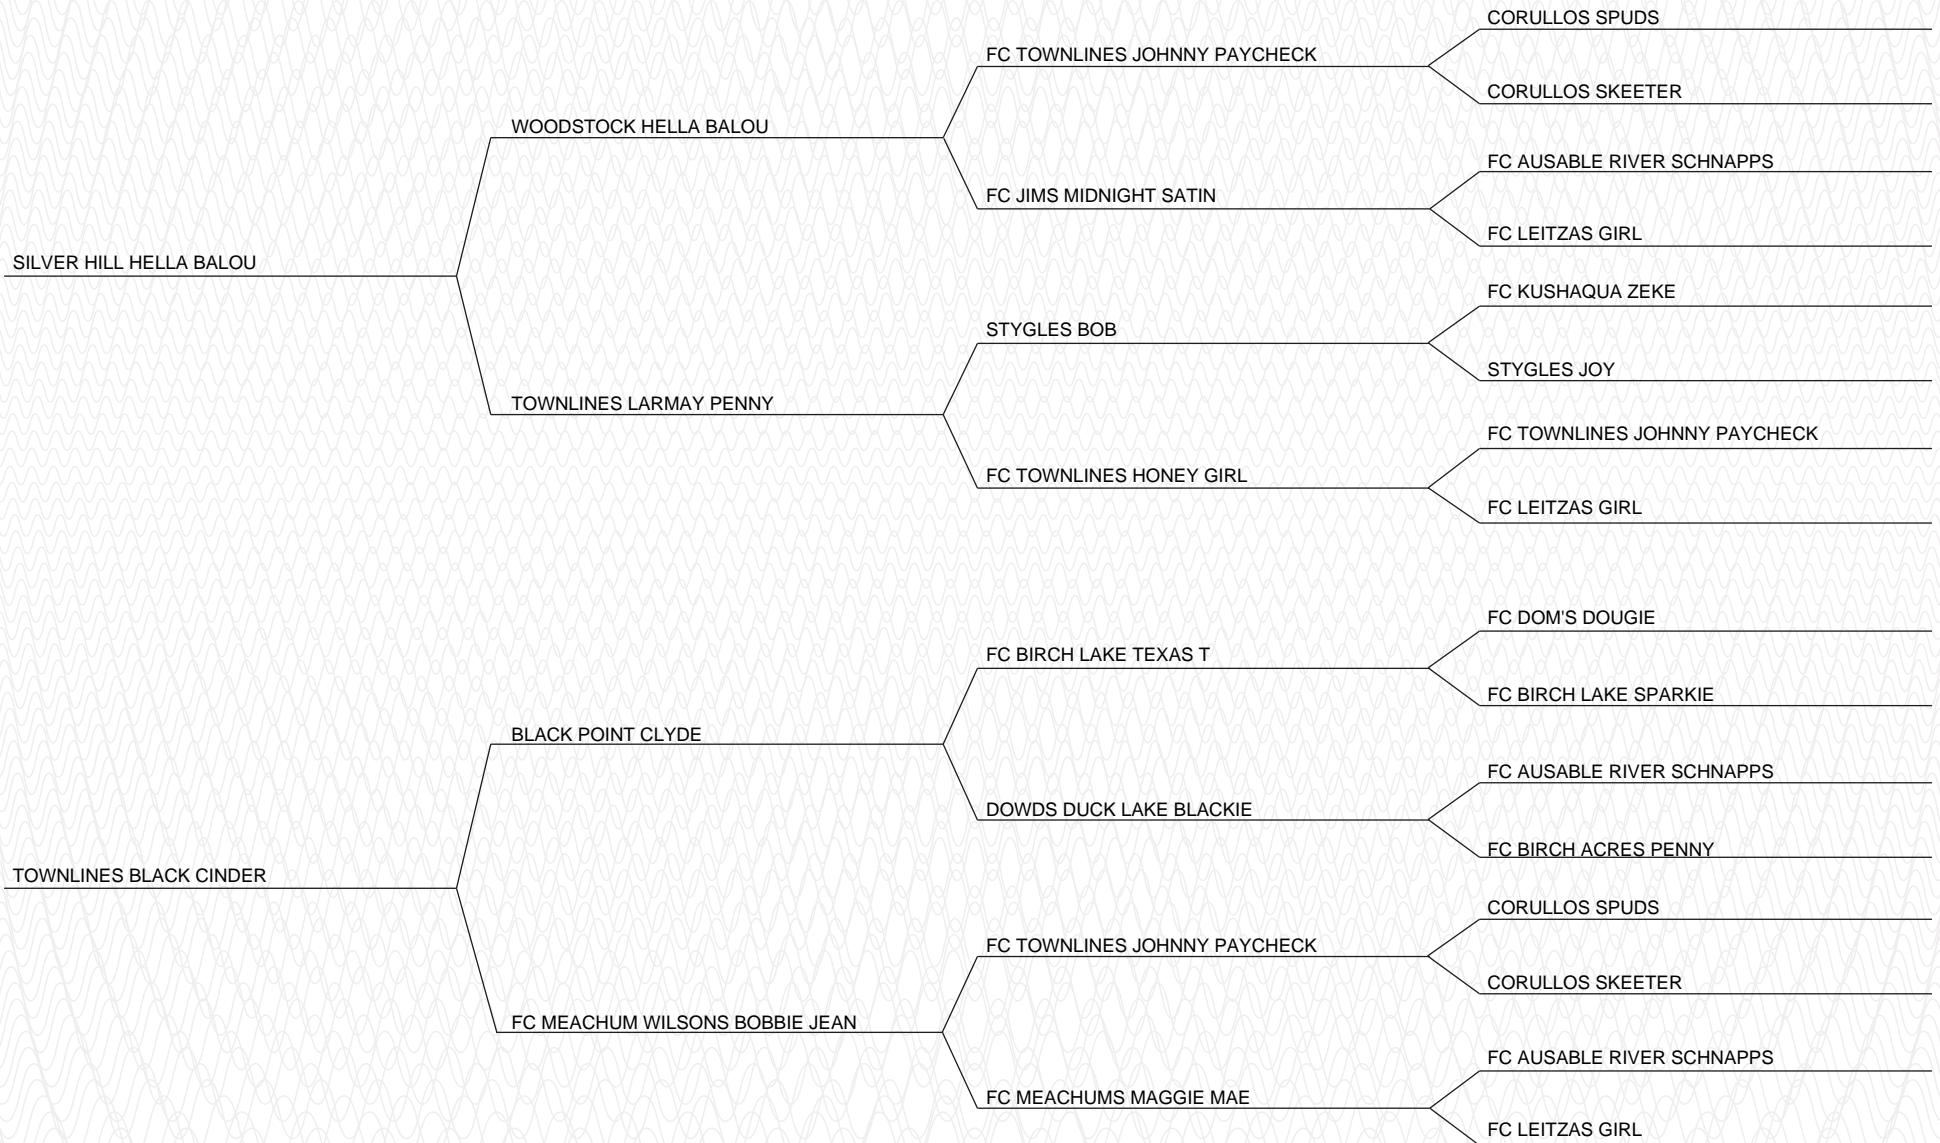 CORULLOS SPUDS
FC TOWNLINES JOHNNY PAYCHECK
CORULLOS SKEETER
WOODSTOCK HELLA BALOU
FC AUSABLE RIVER SCHNAPPS
FC JIMS MIDNIGHT SATIN
FC LEITZAS GIRL
SILVER HILL HELLA BALOU
FC KUSHAQUA ZEKE
STYGLES BOB
STYGLES JOY
TOWNLINES LARMAY PENNY
FC TOWNLINES JOHNNY PAYCHECK
FC TOWNLINES HONEY GIRL
FC LEITZAS GIRL
FC DOM'S DOUGIE
FC BIRCH LAKE TEXAS T
FC BIRCH LAKE SPARKIE
BLACK POINT CLYDE
FC AUSABLE RIVER SCHNAPPS
DOWDS DUCK LAKE BLACKIE
FC BIRCH ACRES PENNY
TOWNLINES BLACK CINDER
CORULLOS SPUDS
FC TOWNLINES JOHNNY PAYCHECK
CORULLOS SKEETER
FC MEACHUM WILSONS BOBBIE JEAN
FC AUSABLE RIVER SCHNAPPS
FC MEACHUMS MAGGIE MAE
FC LEITZAS GIRL